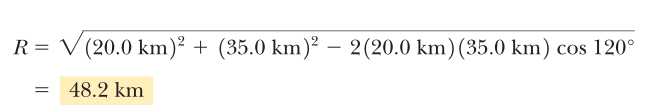 R = √(20.0 km)² + (35.0 km)² − 2(20.0 km)(35.0 km) cos 120°
= 48.2 km